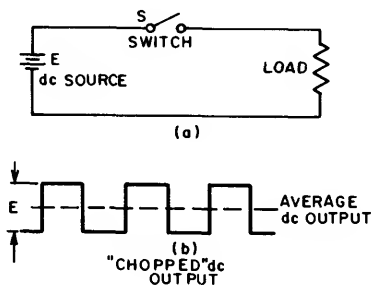 S
SWITCH
E
dc SOURCE
LOAD
(a)
E
AVERAGE
dc OUTPUT
(b)
"CHOPPED"dc
OUTPUT